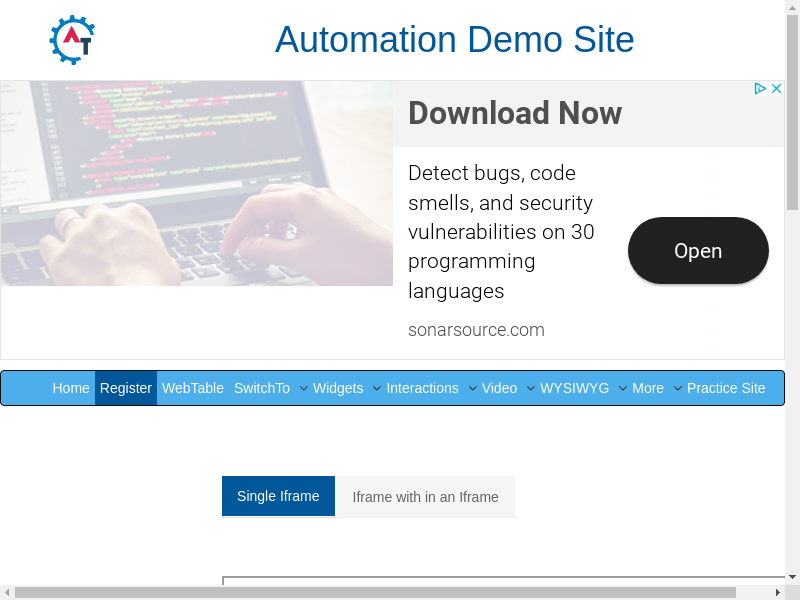 AT
Automation Demo Site
Download Now
Detect bugs, code
smells, and security
vulnerabilities on 30
programming
languages
Open
sonarsource.com
Home Register WebTable SwitchTo Widgets Interactions Video WYSIWYG More Practice Site
Single Iframe Iframe with in an Iframe